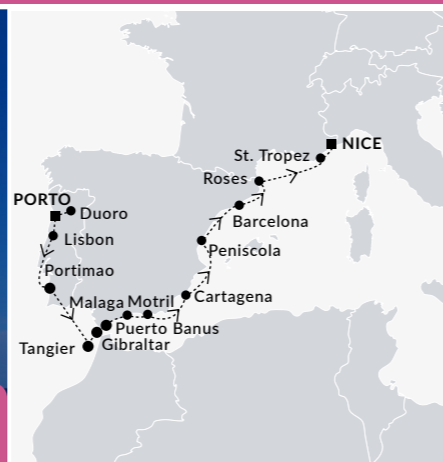 NICE
St. Tropez
Roses
PORTO
Duoro
Barcelona
Lisbon
Peniscola
Portimao
Malaga Motril
Cartagena
Puerto Banus
Gibraltar
Tangier